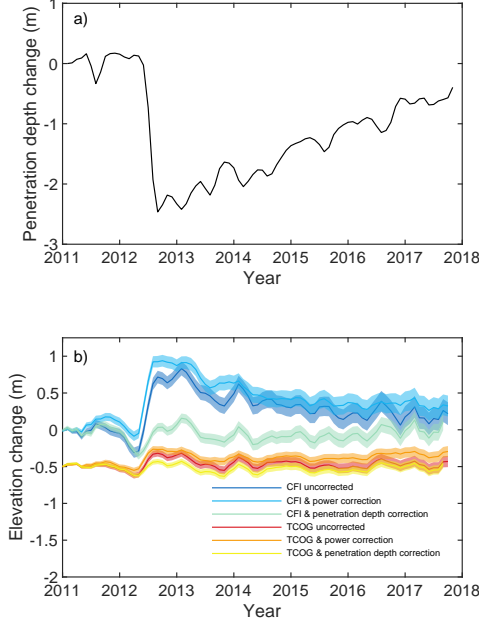 a)
Penetration depth change (m)
1
0
-1
-2
-3
2011 2012 2013 2014 2015 2016 2017 2018
Year
b)
Elevation change (m)
1
0.5
0
-0.5
-1
-1.5
-2
CFI uncorrected
CFI & power correction
CFI & penetration depth correction
TCOG uncorrected
TCOG & power correction
TCOG & penetration depth correction
2011 2012 2013 2014 2015 2016 2017 2018
Year